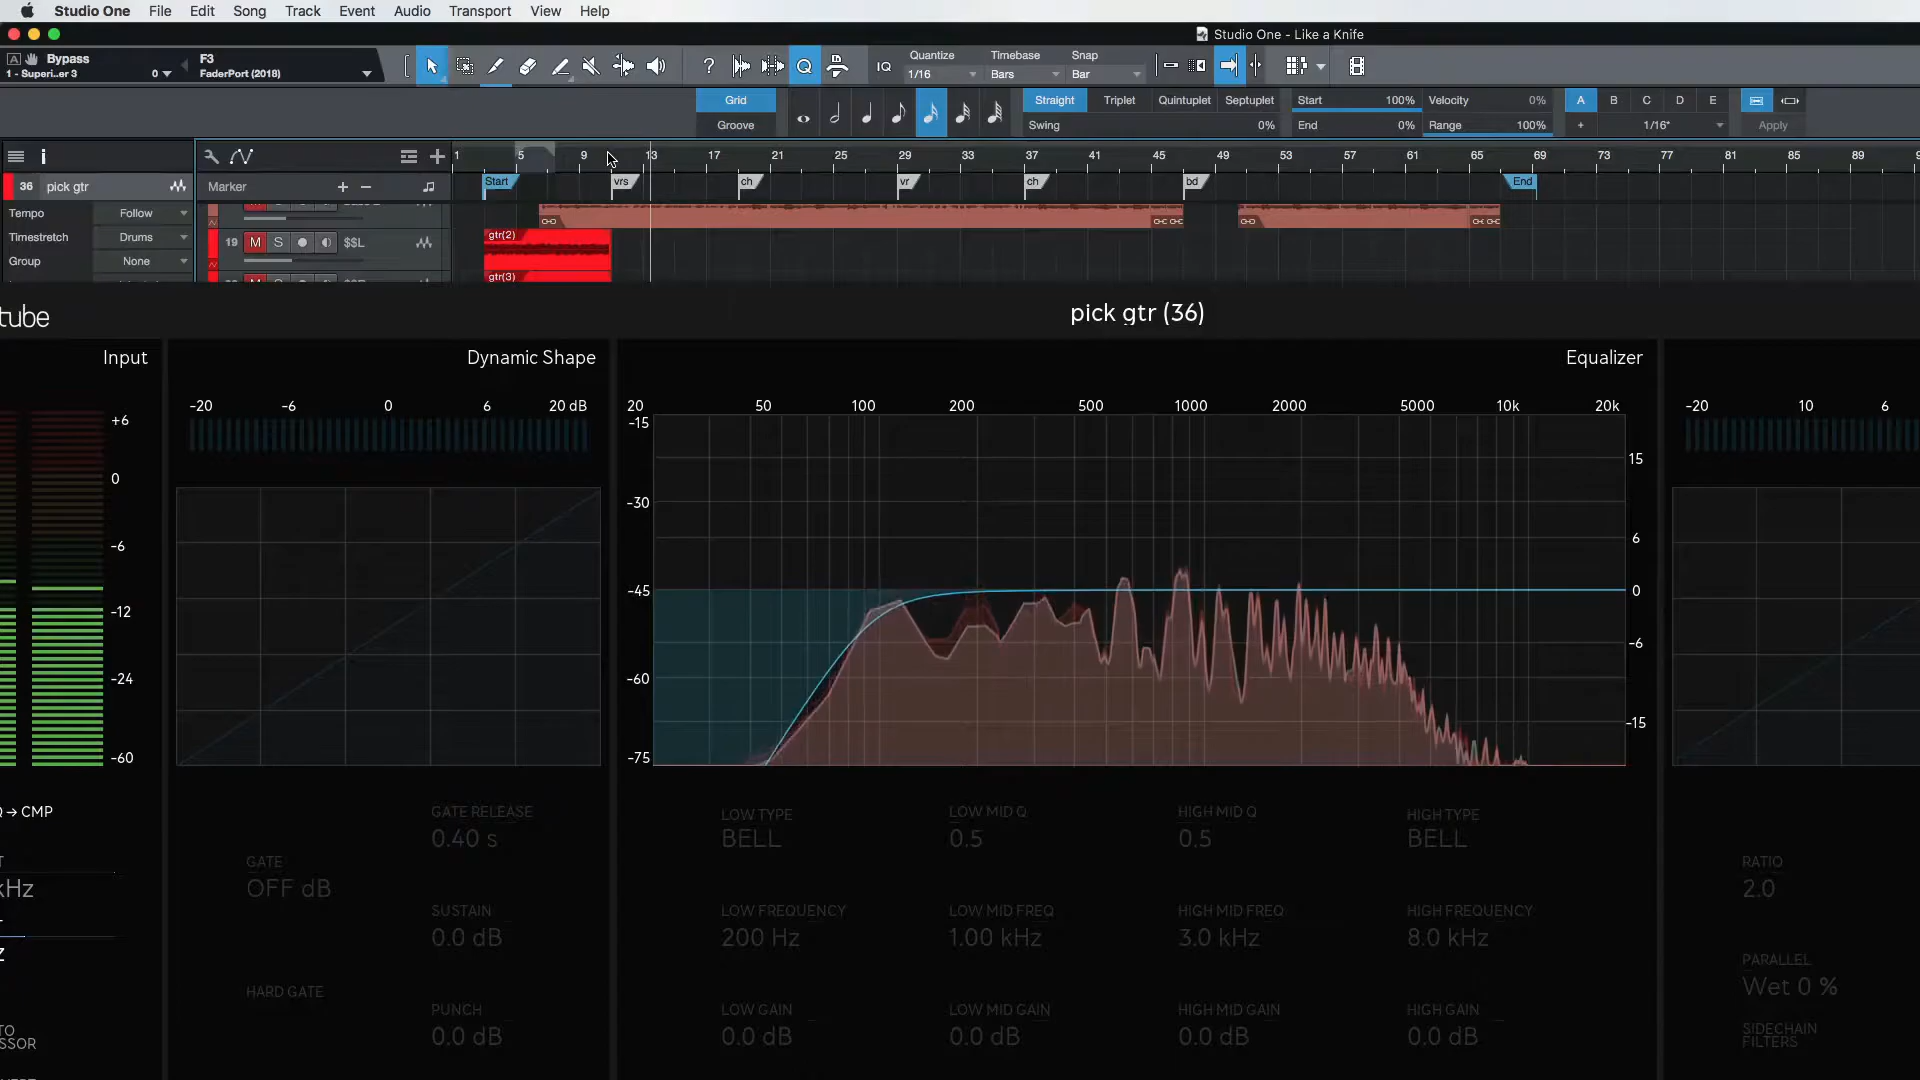 Studio One File Edit Song Track Event Audio Transport View Help
Studio One - Like a Knife
Bypass
1 - Superi...er 3 0
F3
FaderPort (2018)
Quantize
1/16
Timebase
Bars
Snap
Bar
IQ
Grid
Groove
Straight Triplet Quintuplet Septuplet
Swing 0%
Start 100%
End 0%
Velocity 0%
Range 100%
A B C D E
1/16*
Apply
1 5 9 13 17 21 25 29 33 37 41 45 49 53 57 61 65 69 73 77 81 85 89
36 pick gtr
Marker
Start vrs ch vr ch bd End
Tempo Follow
Timestretch Drums
Group None
19 M S $$L
gtr(2)
gtr(3)
tube
pick gtr (36)
Input
+6
0
-6
-12
-24
-60
Q → CMP
kHz
Dynamic Shape
-20 -6 0 6 20 dB
GATE RELEASE
0.40 s
GATE
OFF dB
SUSTAIN
0.0 dB
HARD GATE
PUNCH
0.0 dB
Equalizer
20 50 100 200 500 1000 2000 5000 10k 20k
-15
-30
-45
-60
-75
15
6
0
-6
-15
LOW TYPE
BELL
LOW MID Q
0.5
HIGH MID Q
0.5
HIGH TYPE
BELL
LOW FREQUENCY
200 Hz
LOW MID FREQ
1.00 kHz
HIGH MID FREQ
3.0 kHz
HIGH FREQUENCY
8.0 kHz
LOW GAIN
0.0 dB
LOW MID GAIN
0.0 dB
HIGH MID GAIN
0.0 dB
HIGH GAIN
0.0 dB
-20 10 6
RATIO
2.0
PARALLEL
Wet 0 %
SIDECHAIN
FILTERS